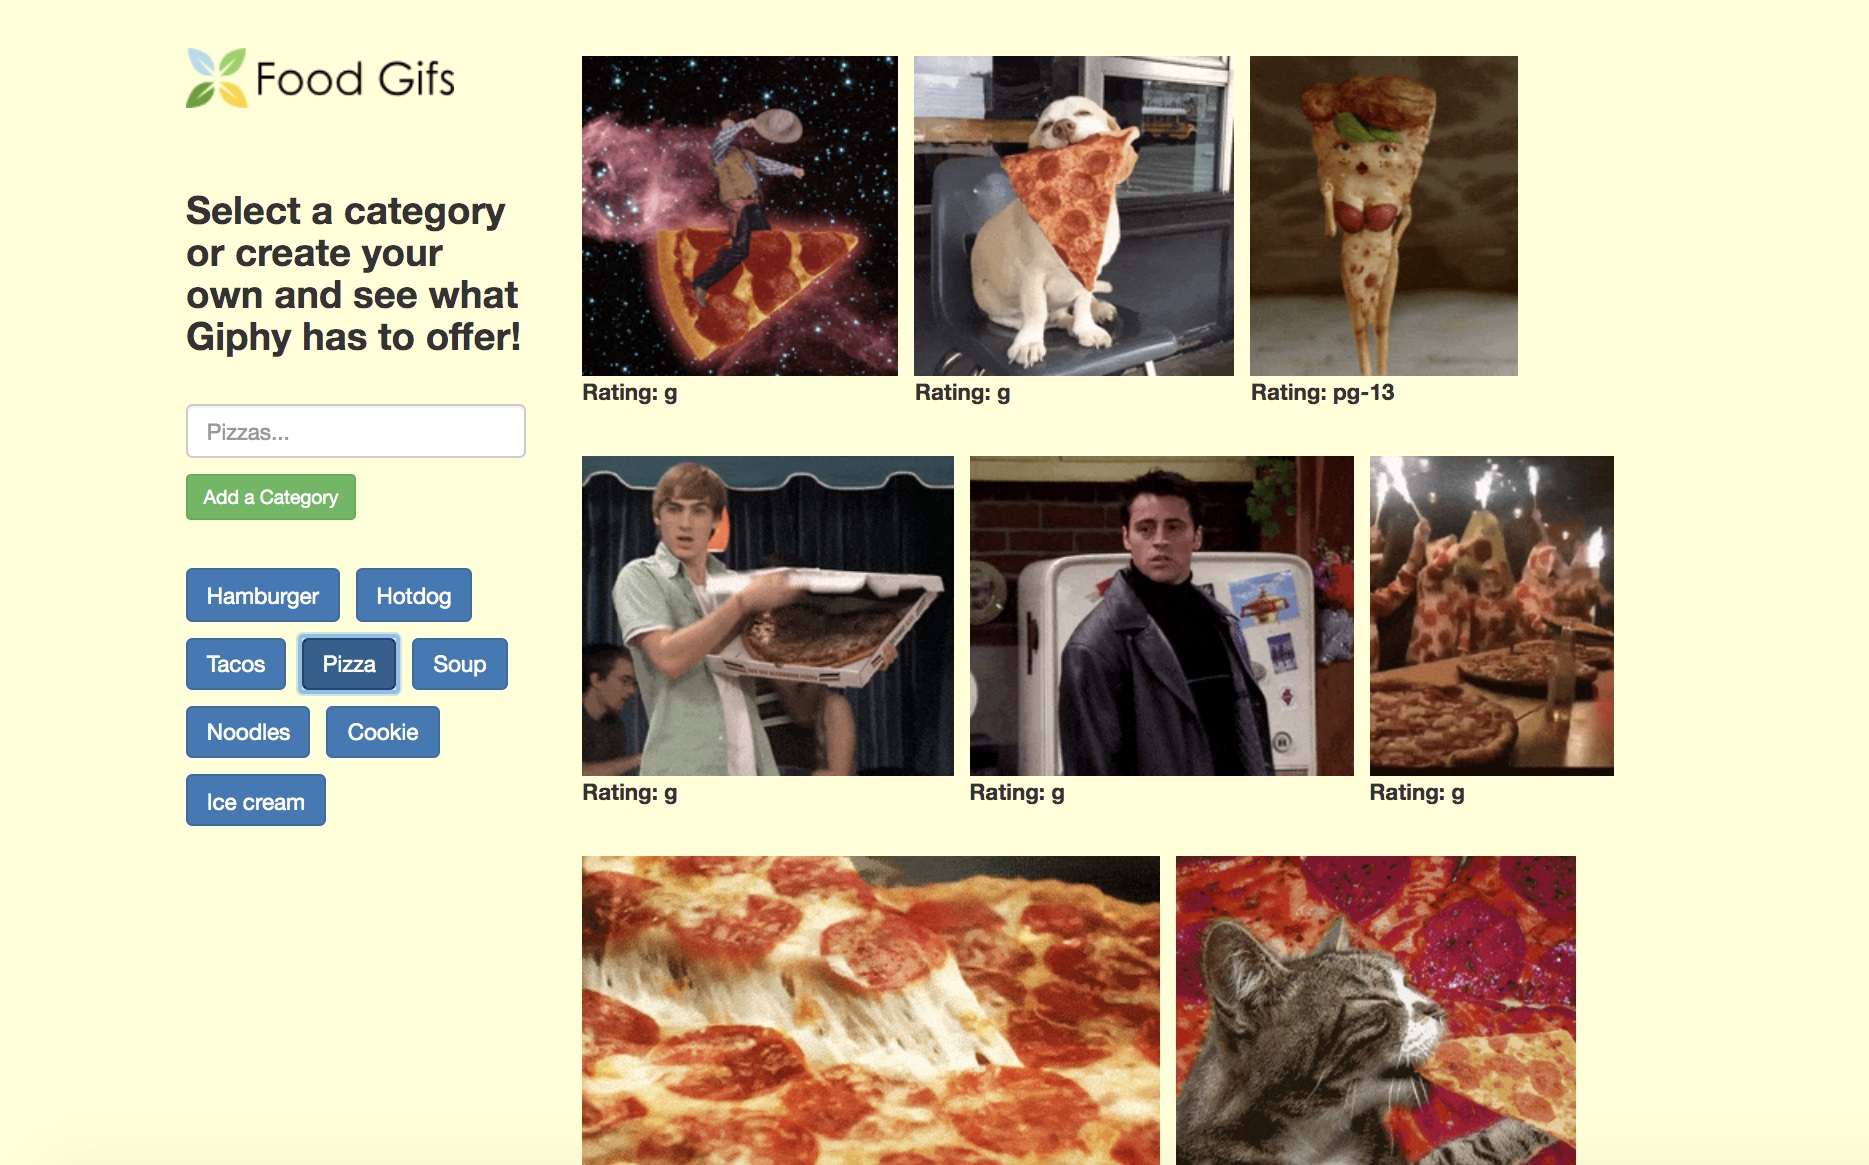 Food Gifs
Select a category
or create your
own and see what
Giphy has to offer!
Pizzas...
Add a Category
Hamburger
Hotdog
Tacos
Pizza
Soup
Noodles
Cookie
Ice cream
Rating: g
Rating: g
Rating: pg-13
Rating: g
Rating: g
Rating: g